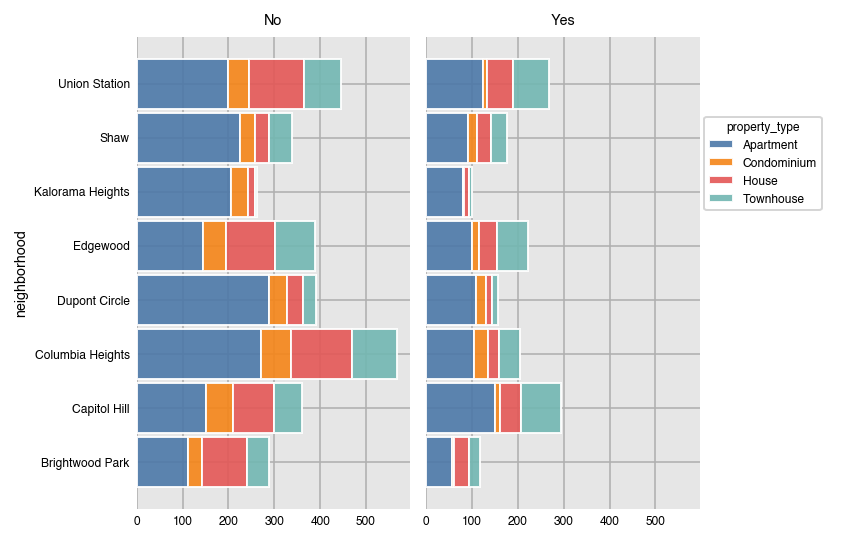 No
Yes
Union Station
Shaw
Kalorama Heights
Edgewood
Dupont Circle
Columbia Heights
Capitol Hill
Brightwood Park
neighborhood
0 100 200 300 400 500
0 100 200 300 400 500
property_type
Apartment
Condominium
House
Townhouse